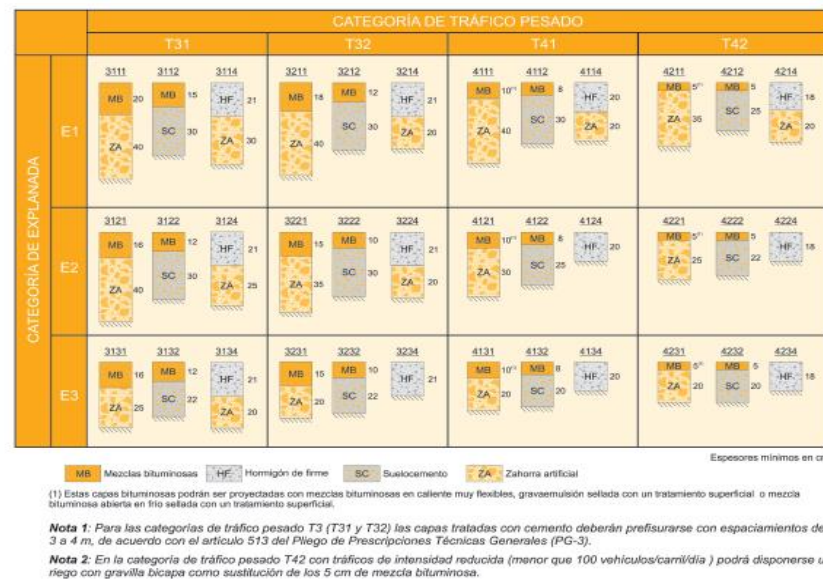 CATEGORÍA DE TRÁFICO PESADO
T31 T32 T41 T42
CATEGORÍA DE EXPLANADA
E1
3111 3112 3114 3211 3212 3214 4111 4112 4114 4211 4212 4214
MB 20 MB 15 HF 21 MB 18 MB 12 HF 21 MB 10(1) MB 8 HF 20 MB 5(1) MB 5 HF 18
ZA 40 SC 30 ZA 30 ZA 40 SC 30 ZA 20 ZA 40 SC 30 ZA 20 ZA 35 SC 25 ZA 20
E2
3121 3122 3124 3221 3222 3224 4121 4122 4124 4221 4222 4224
MB 16 MB 12 HF 21 MB 15 MB 10 HF 21 MB 10(1) MB 8 HF 20 MB 5(1) MB 5 HF 18
ZA 40 SC 30 ZA 25 ZA 35 SC 30 ZA 20 ZA 30 SC 25 ZA 25 SC 22
E3
3131 3132 3134 3231 3232 3234 4131 4132 4134 4231 4232 4234
MB 16 MB 12 HF 21 MB 15 MB 10 HF 21 MB 10(1) MB 8 HF 20 MB 5(1) MB 5 HF 18
ZA 25 SC 22 ZA 20 ZA 20 SC 22 ZA 20 SC 20 ZA 20 SC 20
Espesores mínimos en
MB Mezclas bituminosas HF Hormigón de firme SC Suelocemento ZA Zahorra artificial
(1) Estas capas bituminosas podrán ser proyectadas con mezclas bituminosas en caliente muy flexibles, gravaemulsión sellada con un tratamiento superficial o mezcla
bituminosa abierta en frío sellada con un tratamiento superficial.
Nota 1: Para las categorías de tráfico pesado T3 (T31 y T32) las capas tratadas con cemento deberán prefisurarse con espaciamientos de
3 a 4 m, de acuerdo con el artículo 513 del Pliego de Prescripciones Técnicas Generales (PG-3).
Nota 2: En la categoría de tráfico pesado T42 con tráficos de intensidad reducida (menor que 100 vehículos/carril/día ) podrá disponerse
riego con gravilla bicapa como sustitución de los 5 cm de mezcla bituminosa.